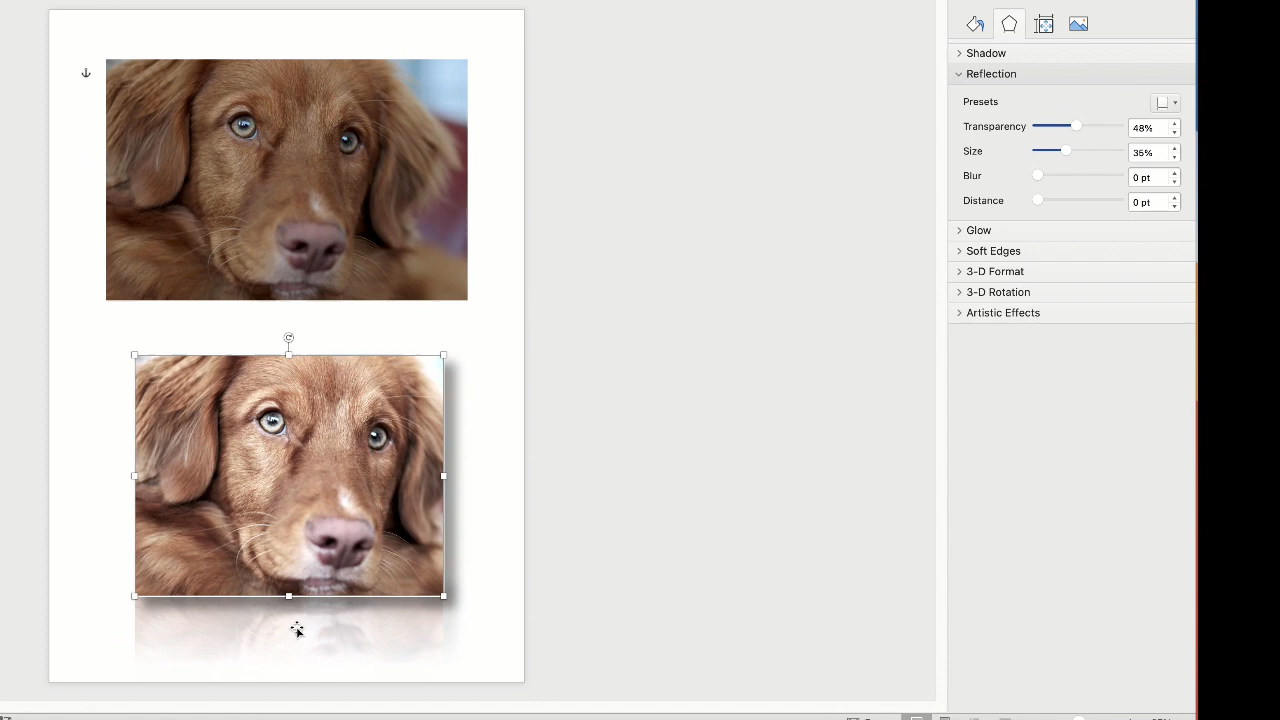 Shadow
Reflection
Presets
Transparency 48%
Size 35%
Blur 0 pt
Distance 0 pt
Glow
Soft Edges
3-D Format
3-D Rotation
Artistic Effects